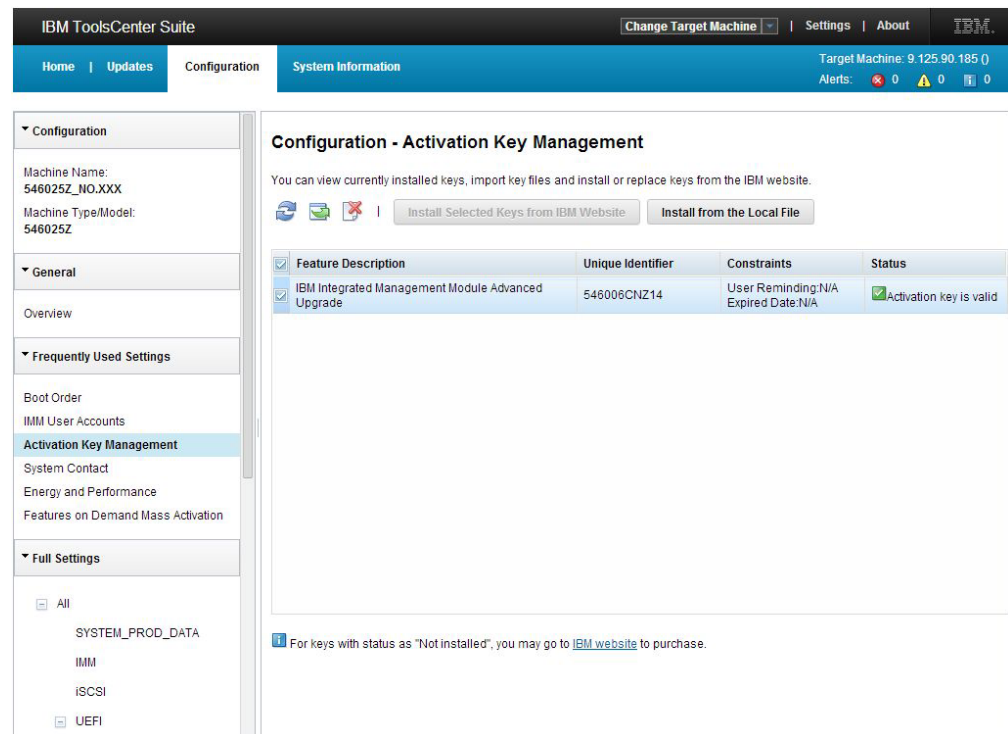 IBM ToolsCenter Suite
Change Target Machine | Settings | About IBM.
Home | Updates Configuration System Information
Target Machine: 9.125.90.185 ()
Alerts: 0 0 0
Configuration
Machine Name:
546025Z_NO.XXX
Machine Type/Model:
546025Z
General
Overview
Frequently Used Settings
Boot Order
IMM User Accounts
Activation Key Management
System Contact
Energy and Performance
Features on Demand Mass Activation
Full Settings
All
SYSTEM_PROD_DATA
IMM
iSCSI
UEFI
Configuration - Activation Key Management
You can view currently installed keys, import key files and install or replace keys from the IBM website.
| Install Selected Keys from IBM Website Install from the Local File
Feature Description Unique Identifier Constraints Status
IBM Integrated Management Module Advanced
Upgrade
546006CNZ14
User Reminding:N/A
Expired Date:N/A
Activation key is valid
For keys with status as "Not installed", you may go to IBM website to purchase.